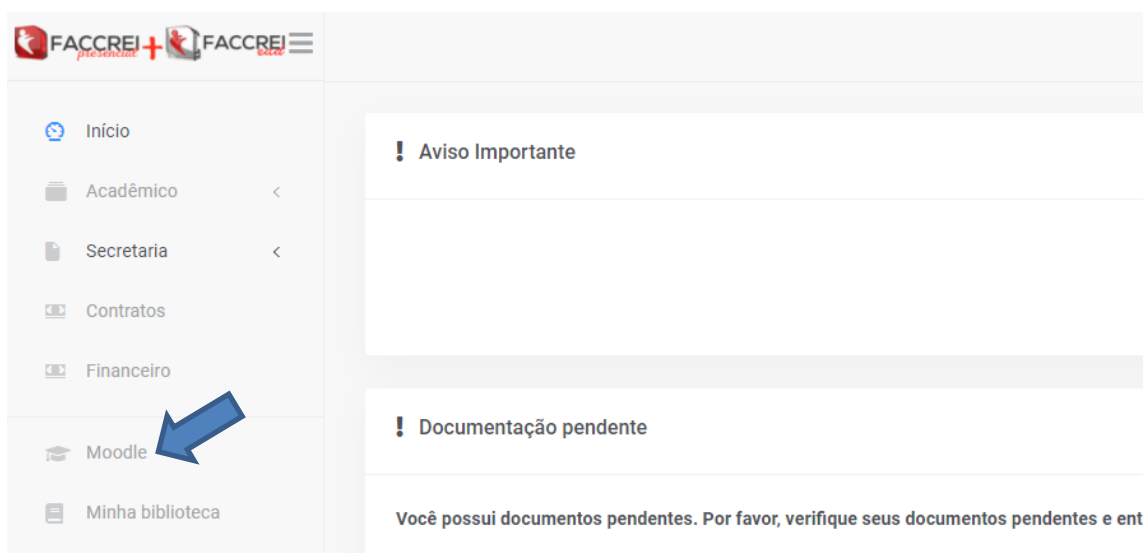 FACCREI + FACCREI
presencial ead
Início
Acadêmico
Secretaria
Contratos
Financeiro
Moodle
Minha biblioteca
Aviso Importante
Documentação pendente
Você possui documentos pendentes. Por favor, verifique seus documentos pendentes e ent